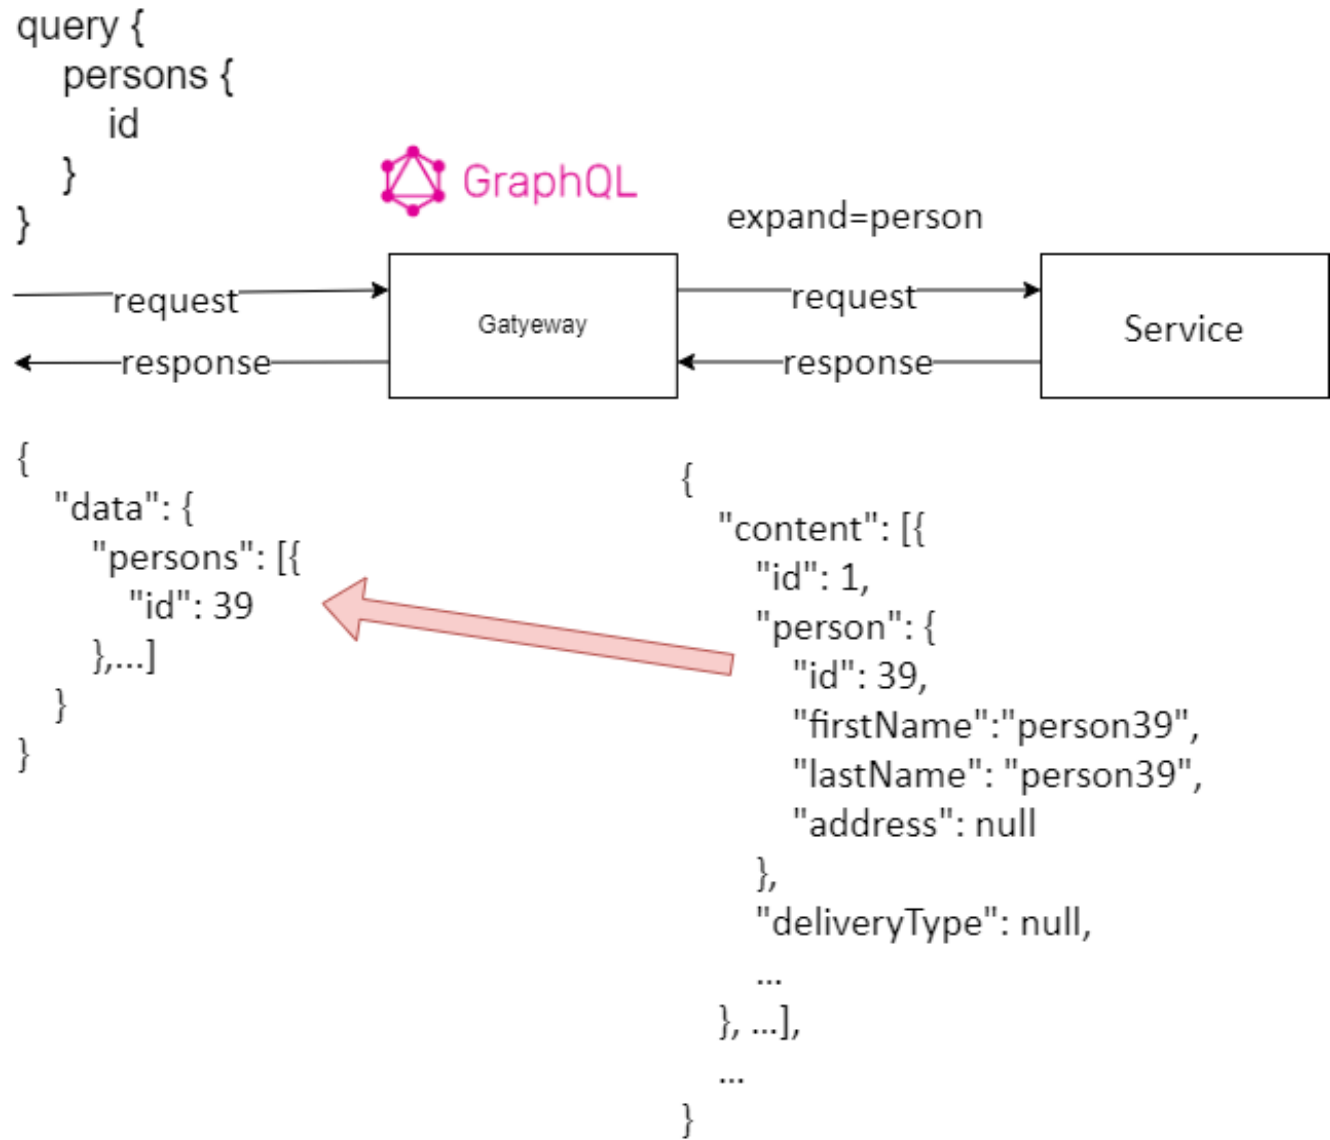 query {
persons {
id
}
}
GraphQL
expand=person
request
Gatyeway
request
Service
response
response
{
"data": {
"persons": [{
"id": 39
},...]
}
}
{
"content": [{
"id": 1,
"person": {
"id": 39,
"firstName":"person39",
"lastName": "person39",
"address": null
},
"deliveryType": null,
...
}, ...],
...
}